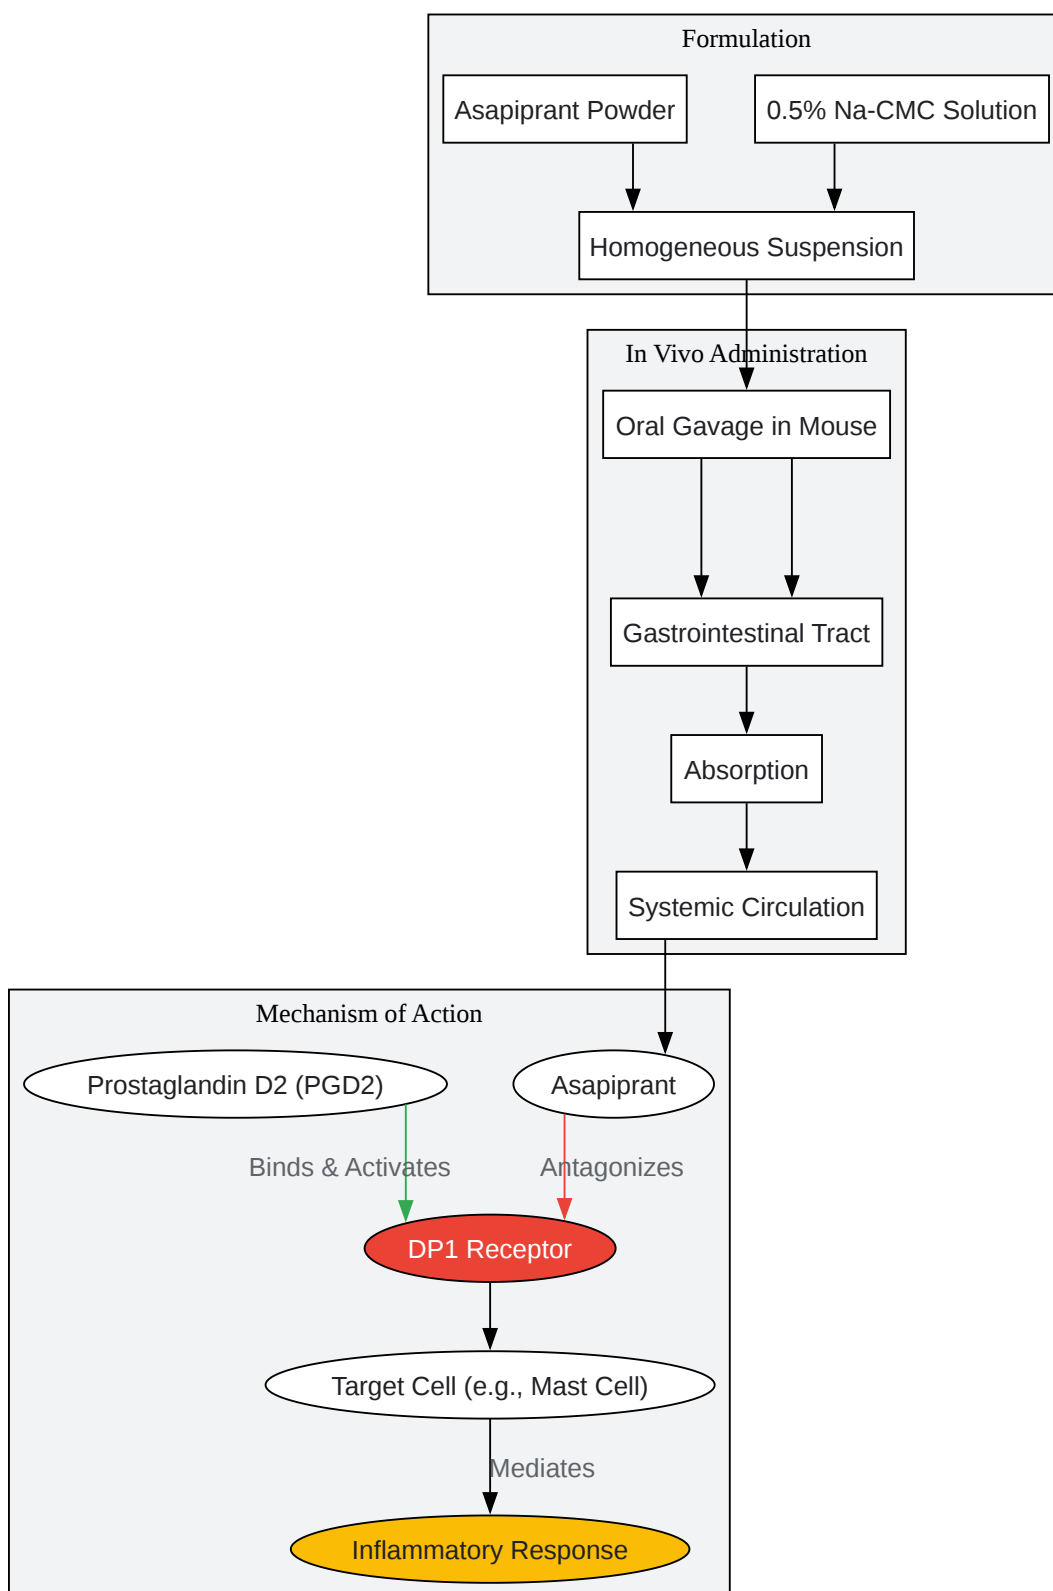 Formulation
Asapiprant Powder
0.5% Na-CMC Solution
Homogeneous Suspension
In Vivo Administration
Oral Gavage in Mouse
Gastrointestinal Tract
Absorption
Systemic Circulation
Mechanism of Action
Prostaglandin D2 (PGD2)
Asapiprant
Binds & Activates
Antagonizes
DP1 Receptor
Target Cell (e.g., Mast Cell)
Mediates
Inflammatory Response